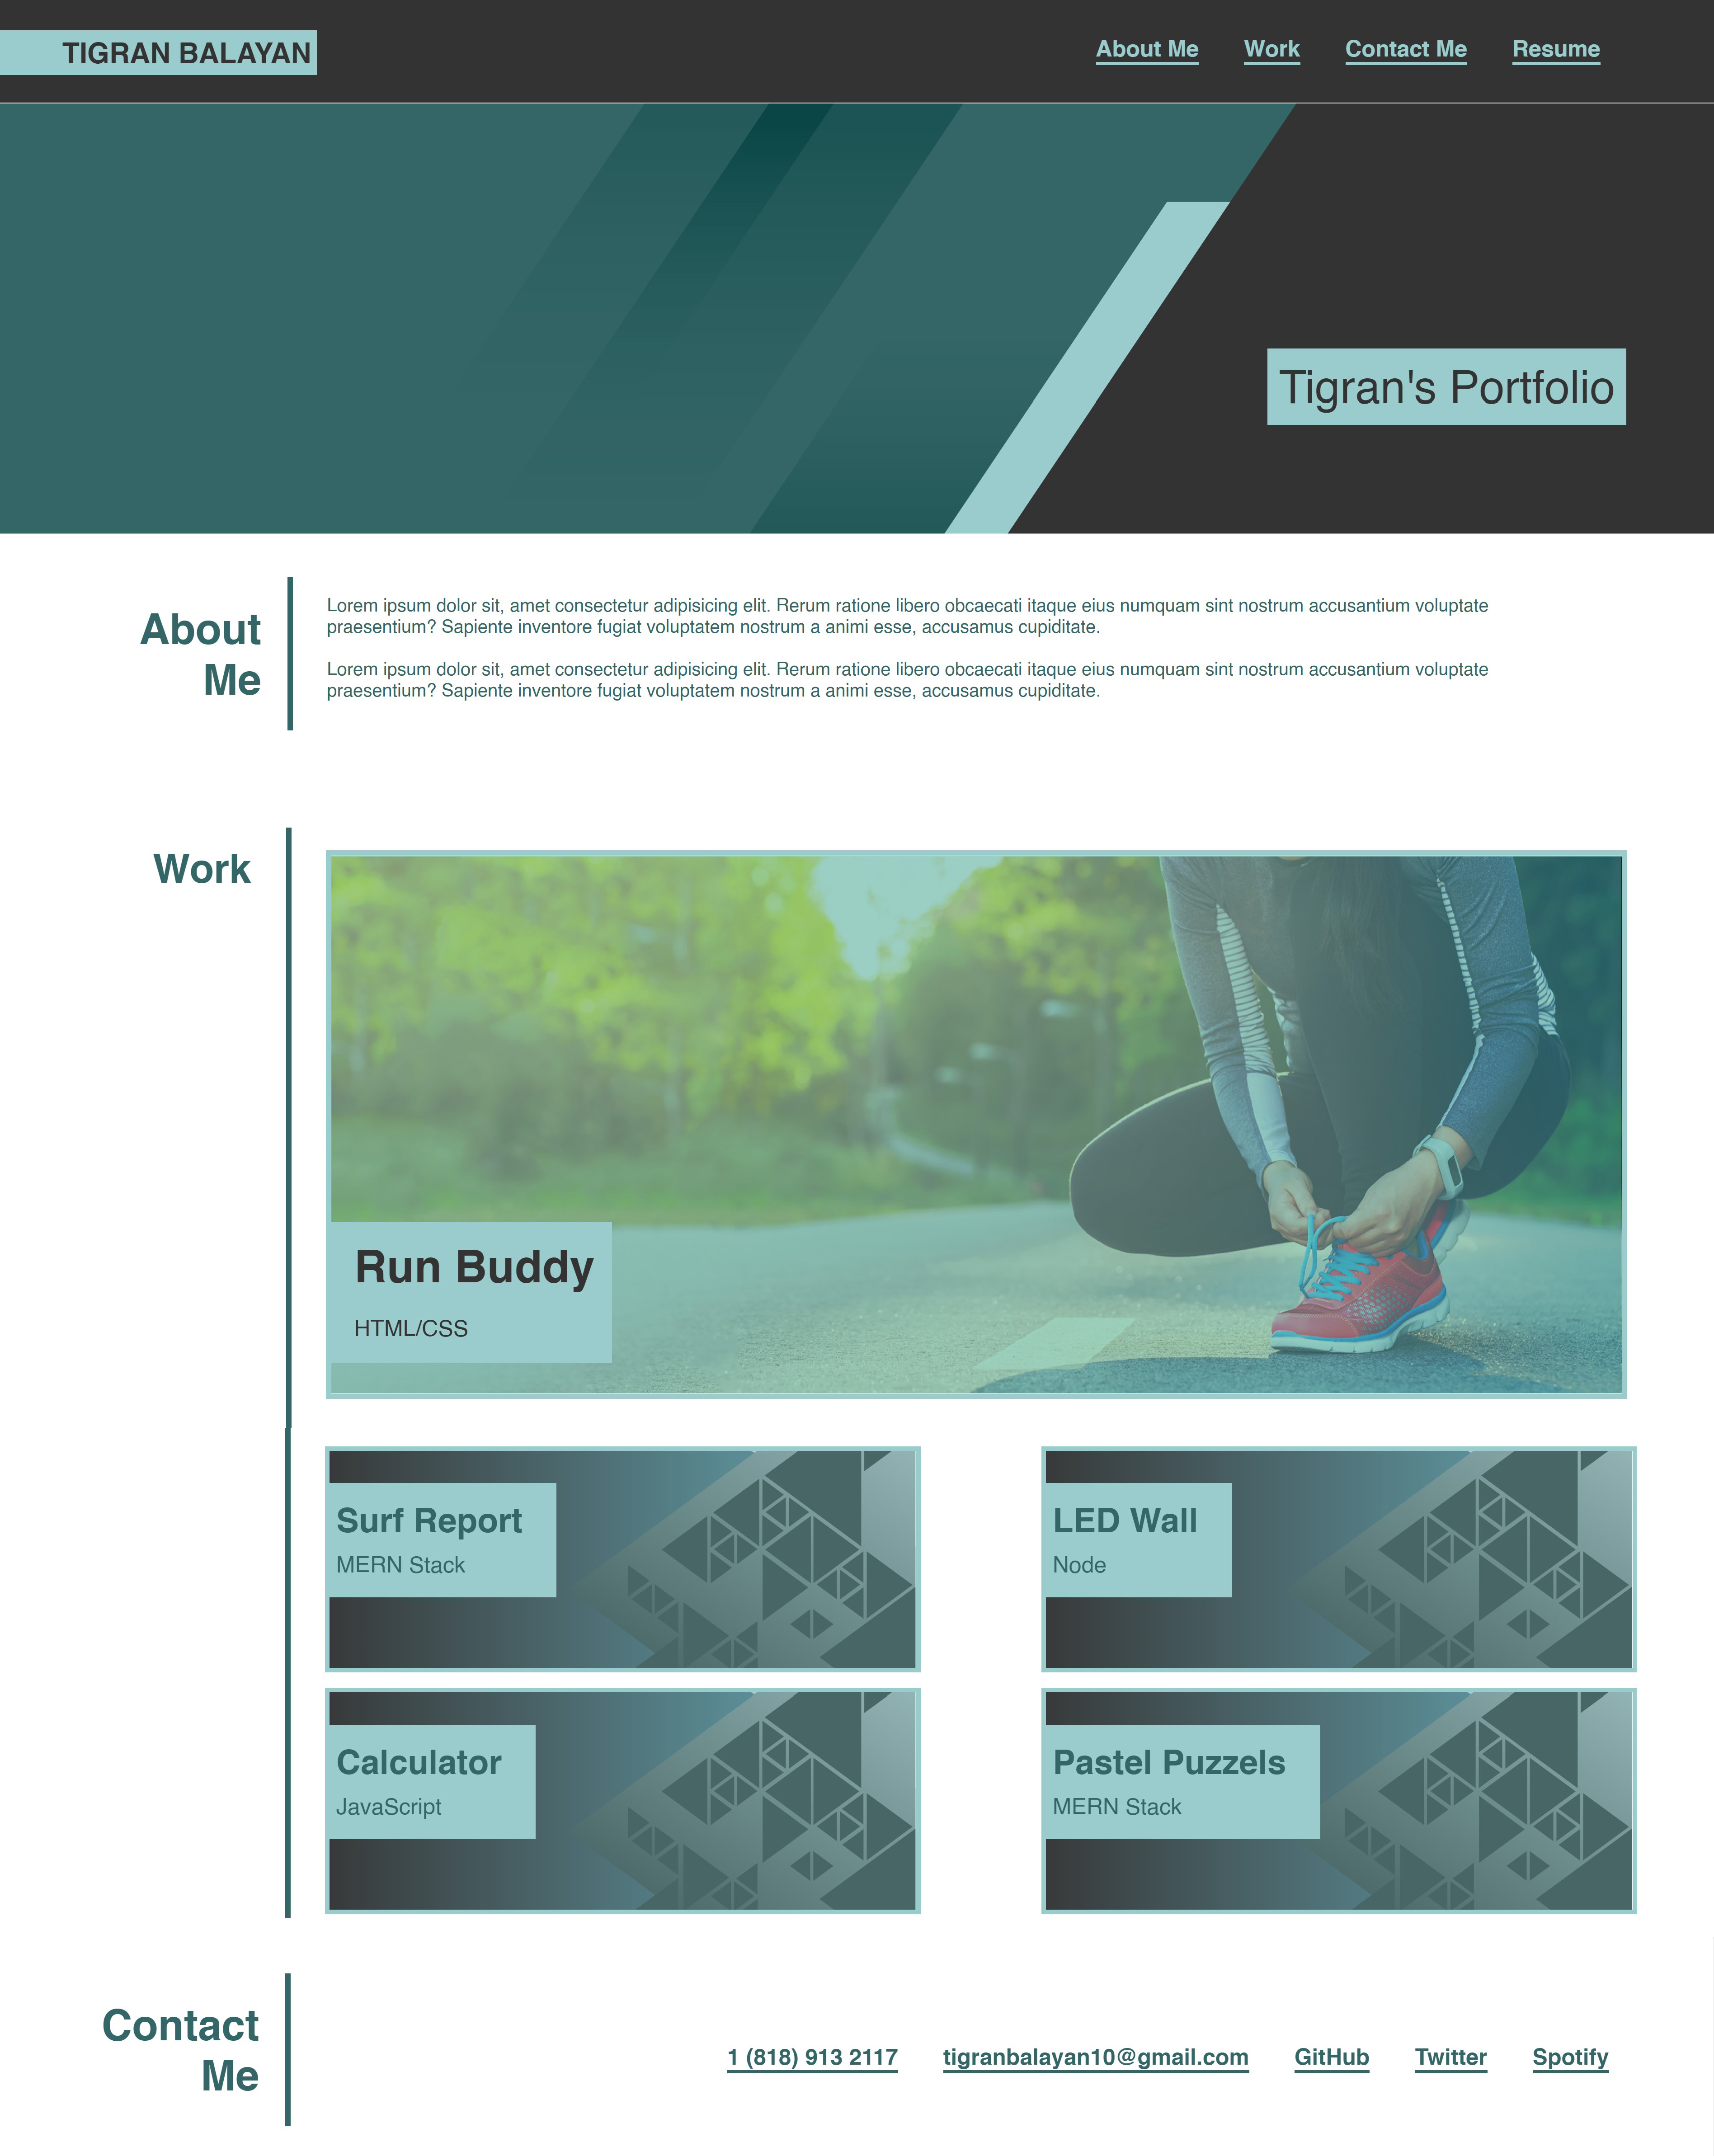 TIGRAN BALAYAN
About Me Work Contact Me Resume
Tigran's Portfolio
About
Me
Lorem ipsum dolor sit, amet consectetur adipisicing elit. Rerum ratione libero obcaecati itaque eius numquam sint nostrum accusantium voluptate
praesentium? Sapiente inventore fugiat voluptatem nostrum a animi esse, accusamus cupiditate.
Lorem ipsum dolor sit, amet consectetur adipisicing elit. Rerum ratione libero obcaecati itaque eius numquam sint nostrum accusantium voluptate
praesentium? Sapiente inventore fugiat voluptatem nostrum a animi esse, accusamus cupiditate.
Work
Run Buddy
HTML/CSS
Surf Report
MERN Stack
LED Wall
Node
Calculator
JavaScript
Pastel Puzzels
MERN Stack
Contact
Me
1 (818) 913 2117 tigranbalayan10@gmail.com GitHub Twitter Spotify